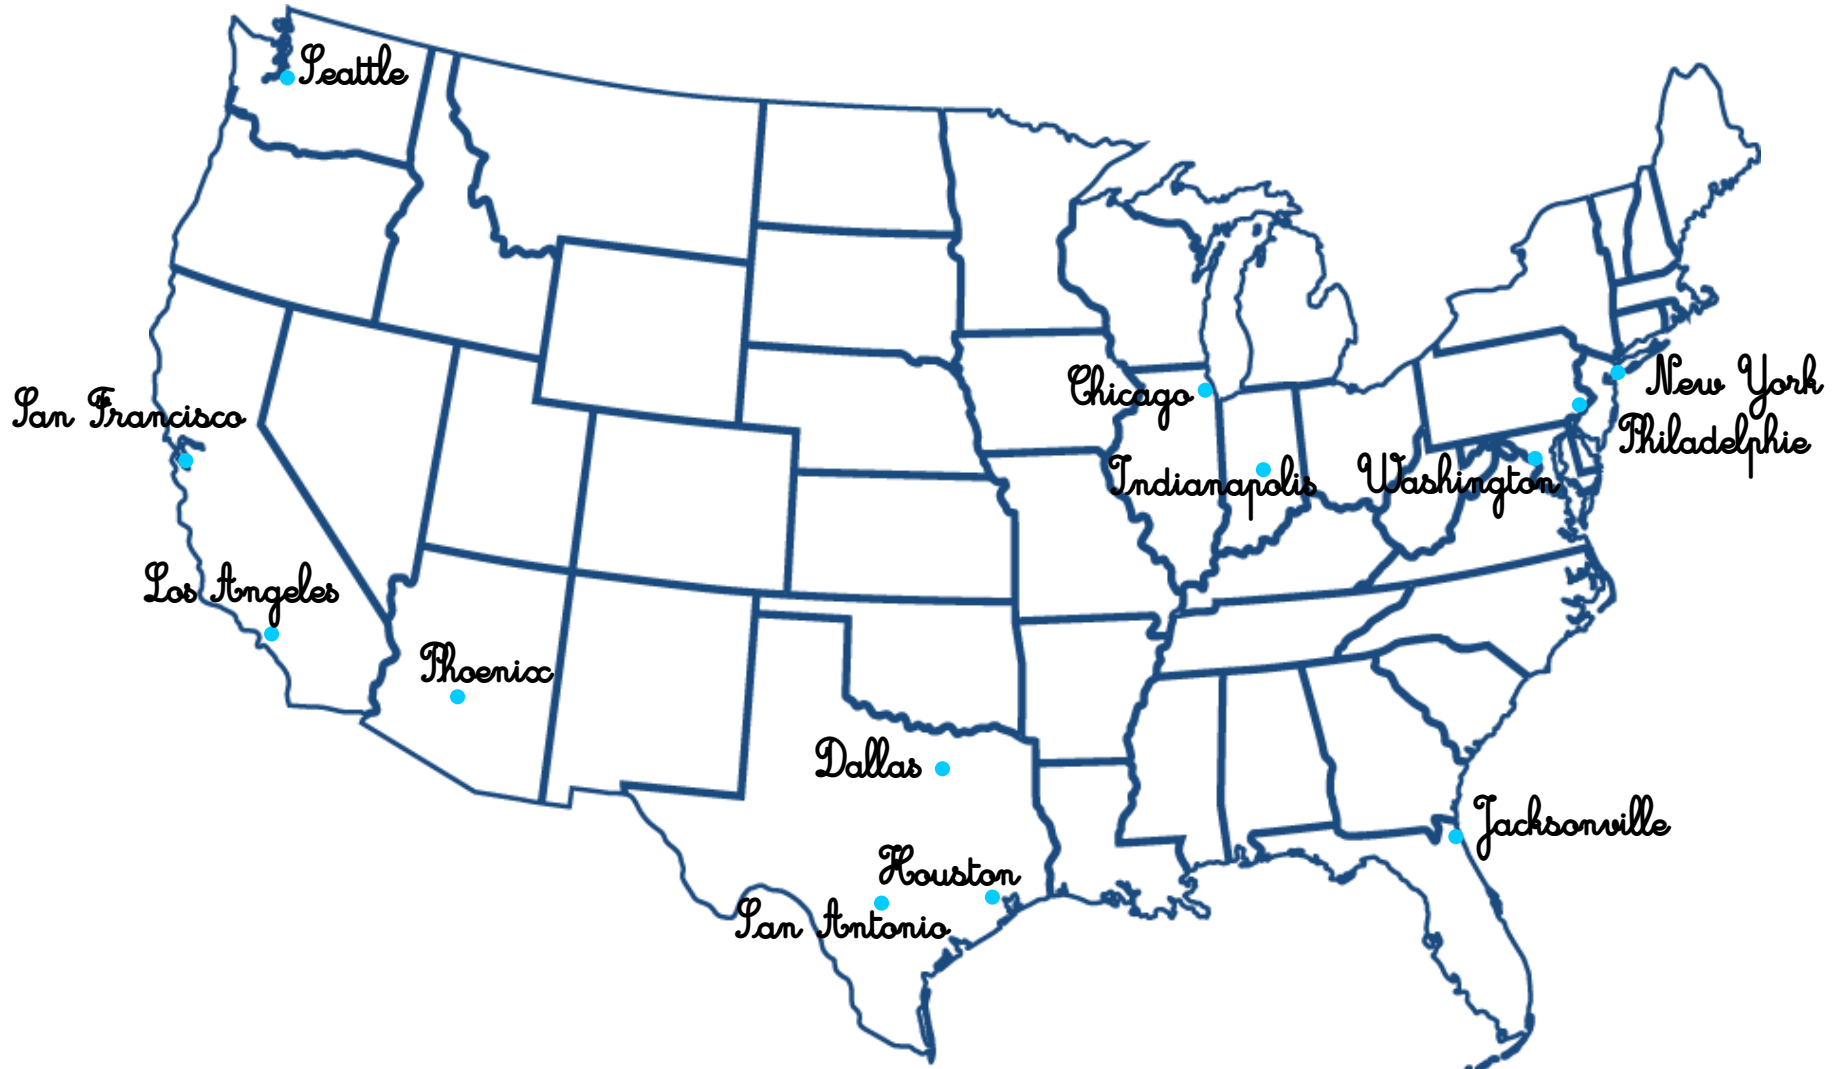 Seattle
New York
Chicago
San Francisco
Philadelphie
Indianapolis
Washington
Los Angeles
Phoenix
Dallas
Jacksonville
Houston
San Antonio